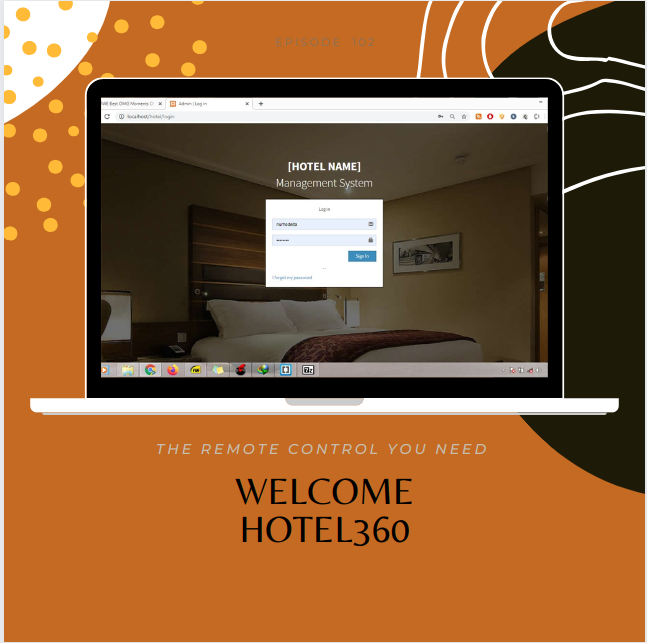 EPISODE 102
Admin | Log in
localhost/hotel/login
[HOTEL NAME]
Management System
Log in
Sign In
I forgot my password
THE REMOTE CONTROL YOU NEED
WELCOME
HOTEL360